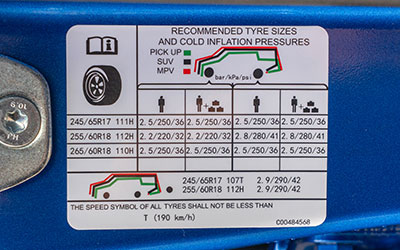 RECOMMENDED TYRE SIZES
AND COLD INFLATION PRESSURES
PICK UP
SUV
MPV
bar/kPa/psi
245/65R17 111H 2.5/250/36 2.5/250/36 2.5/250/36 2.5/250/36
255/60R18 112H 2.2/220/32 2.2/220/32 2.8/280/41 2.8/280/41
265/60R18 110H 2.5/250/36 2.5/250/36 2.5/250/36 2.5/250/36
245/65R17 107T 2.9/290/42
255/60R18 112H 2.9/290/42
THE SPEED SYMBOL OF ALL TYRES SHALL NOT BE LESS THAN
T (190 km/h)
C00484568